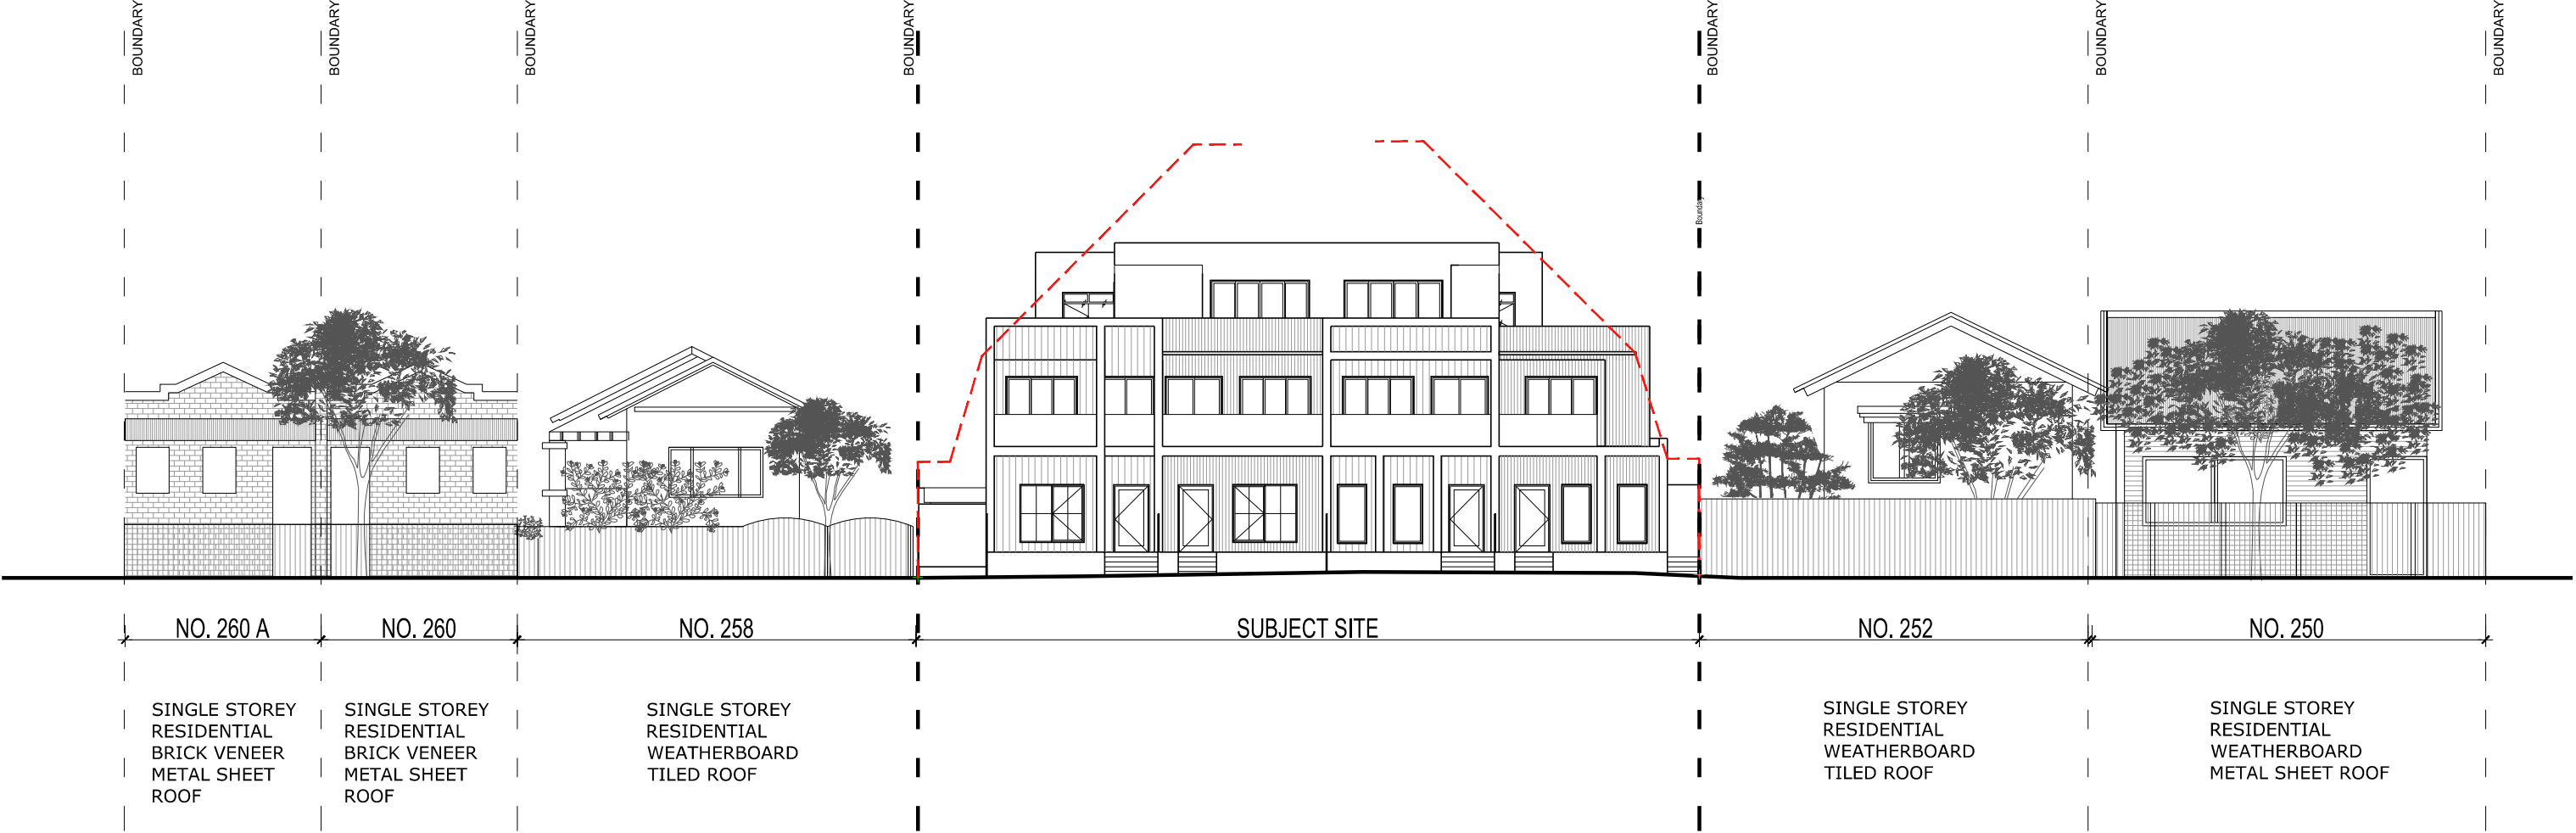 BOUNDARY
BOUNDARY
BOUNDARY
BOUNDARY
BOUNDARY
BOUNDARY
BOUNDARY
Boundary
NO. 260 A
NO. 260
NO. 258
SUBJECT SITE
NO. 252
NO. 250
SINGLE STOREY
RESIDENTIAL
BRICK VENEER
METAL SHEET
ROOF
SINGLE STOREY
RESIDENTIAL
BRICK VENEER
METAL SHEET
ROOF
SINGLE STOREY
RESIDENTIAL
WEATHERBOARD
TILED ROOF
SINGLE STOREY
RESIDENTIAL
WEATHERBOARD
TILED ROOF
SINGLE STOREY
RESIDENTIAL
WEATHERBOARD
METAL SHEET ROOF